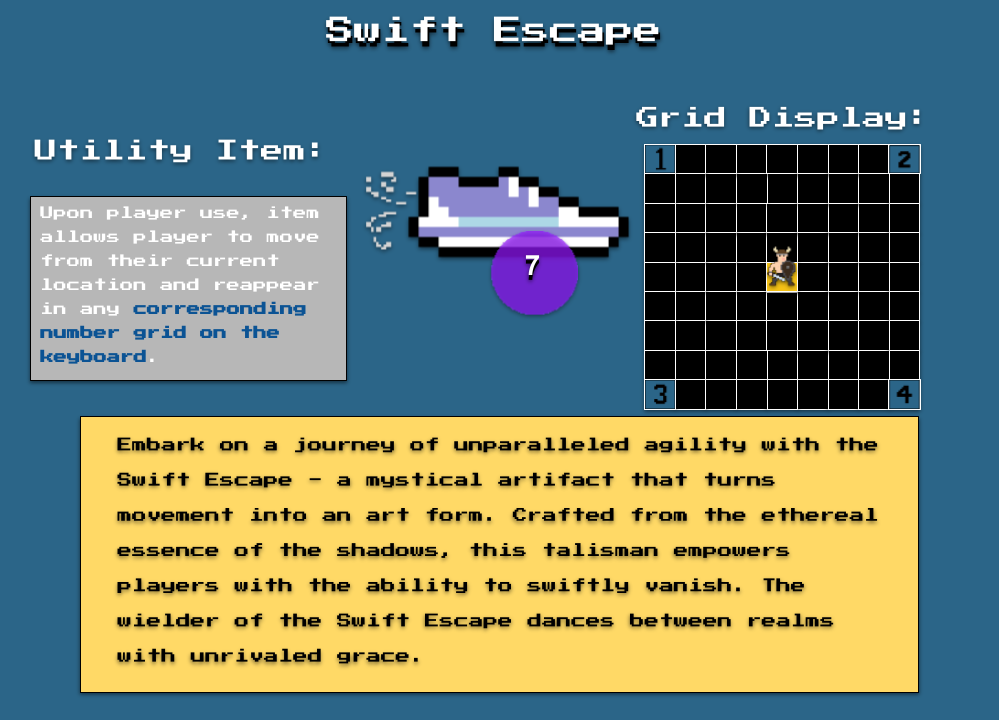 Swift Escape
Utility Item:
Upon player use, item
allows player to move
from their current
location and reappear
in any corresponding
number grid on the
keyboard.
7
Grid Display:
1
2
3
4
Embark on a journey of unparalleled agility with the
Swift Escape - a mystical artifact that turns
movement into an art form. Crafted from the ethereal
essence of the shadows, this talisman empowers
players with the ability to swiftly vanish. The
wielder of the Swift Escape dances between realms
with unrivaled grace.